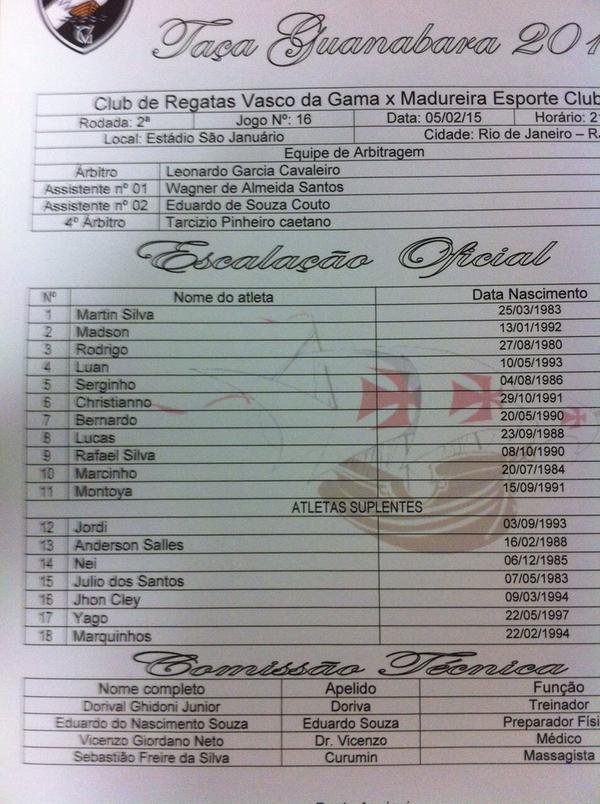 Taça Guanabara 201
Club de Regatas Vasco da Gama x Madureira Esporte Club
Rodada: 2ª Jogo Nº: 16 Data: 05/02/15 Horário: 2
Local: Estádio São Januário Cidade: Rio de Janeiro – R
Equipe de Arbitragem
Árbitro Leonardo Garcia Cavaleiro
Assistente nº 01 Wagner de Almeida Santos
Assistente nº 02 Eduardo de Souza Couto
4º Árbitro Tarcizio Pinheiro caetano
Escalação Oficial
Nº Nome do atleta Data Nascimento
1 Martin Silva 25/03/1983
2 Madson 13/01/1992
3 Rodrigo 27/08/1980
4 Luan 10/05/1993
5 Serginho 04/08/1986
6 Christianno 29/10/1991
7 Bernardo 20/05/1990
8 Lucas 23/09/1988
9 Rafael Silva 08/10/1990
10 Marcinho 20/07/1984
11 Montoya 15/09/1991
ATLETAS SUPLENTES
12 Jordi 03/09/1993
13 Anderson Salles 16/02/1988
14 Nei 06/12/1985
15 Julio dos Santos 07/05/1983
16 Jhon Cley 09/03/1994
17 Yago 22/05/1997
18 Marquinhos 22/02/1994
Comissão Técnica
Nome completo Apelido Função
Dorival Ghidoni Junior Doriva Treinador
Eduardo do Nascimento Souza Eduardo Souza Preparador Físi
Vicenzo Giordano Neto Dr. Vicenzo Médico
Sebastião Freire da Silva Curumin Massagista